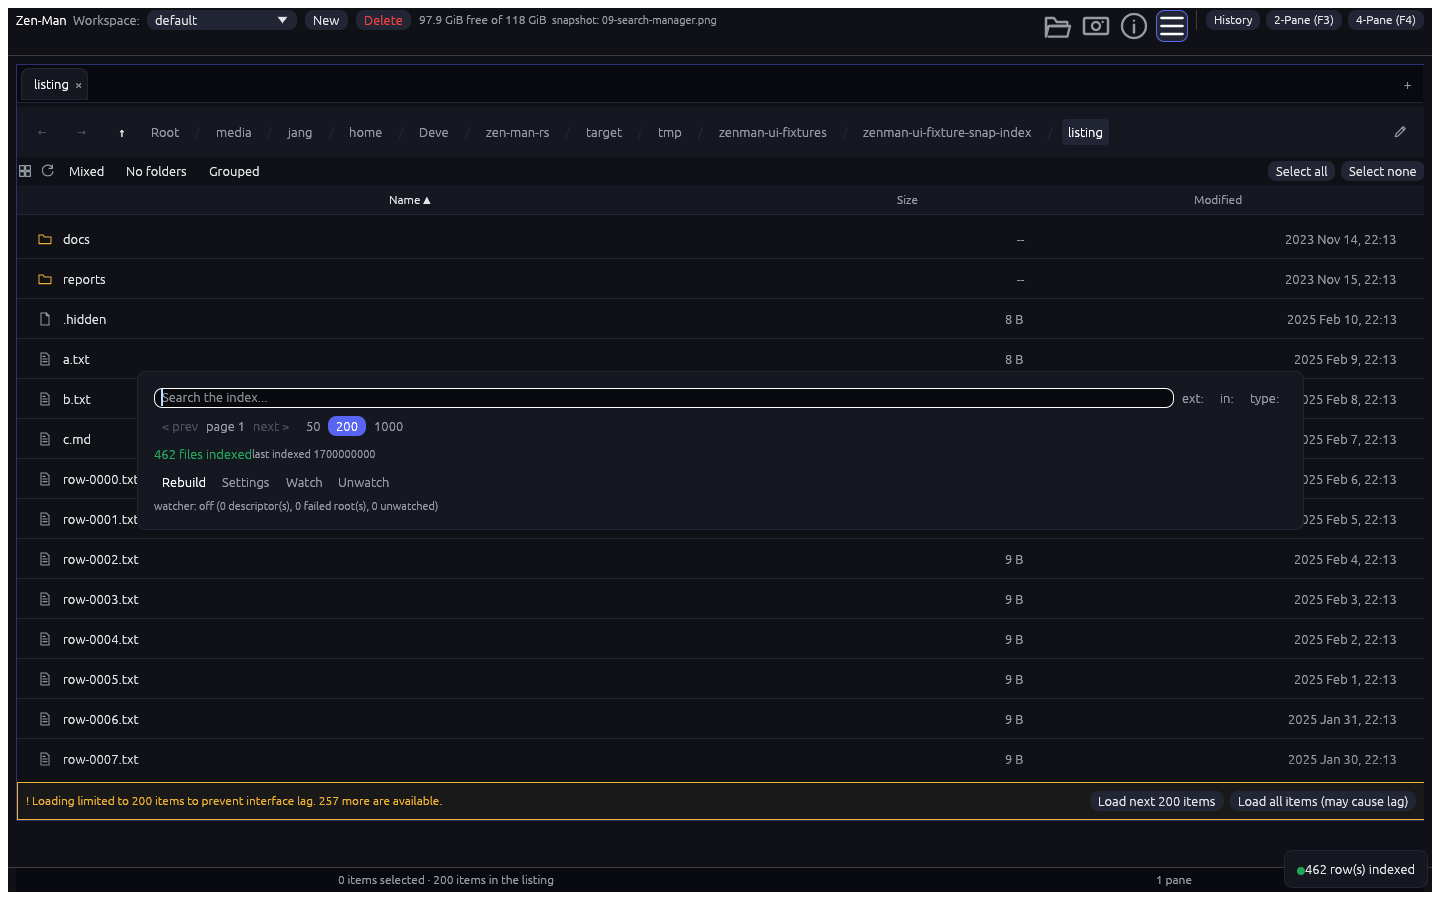 Zen-Man Workspace: default New Delete 97.9 GiB free of 118 GiB snapshot: 09-search-manager.png History 2-Pane (F3) 4-Pane (F4)
listing × +
← → ↑ Root / media / jang / home / Deve / zen-man-rs / target / tmp / zenman-ui-fixtures / zenman-ui-fixture-snap-index / listing
Mixed No folders Grouped Select all Select none
Name ▲ Size Modified
docs -- 2023 Nov 14, 22:13
reports -- 2023 Nov 15, 22:13
.hidden 8 B 2025 Feb 10, 22:13
a.txt 8 B 2025 Feb 9, 22:13
b.txt 025 Feb 8, 22:13
Search the index... ext: in: type:
< prev page 1 next > 50 200 1000
c.md 025 Feb 7, 22:13
462 files indexed last indexed 1700000000
row-0000.txt 025 Feb 6, 22:13
Rebuild Settings Watch Unwatch
watcher: off (0 descriptor(s), 0 failed root(s), 0 unwatched)
row-0001.txt 025 Feb 5, 22:13
row-0002.txt 9 B 2025 Feb 4, 22:13
row-0003.txt 9 B 2025 Feb 3, 22:13
row-0004.txt 9 B 2025 Feb 2, 22:13
row-0005.txt 9 B 2025 Feb 1, 22:13
row-0006.txt 9 B 2025 Jan 31, 22:13
row-0007.txt 9 B 2025 Jan 30, 22:13
! Loading limited to 200 items to prevent interface lag. 257 more are available. Load next 200 items Load all items (may cause lag)
462 row(s) indexed
0 items selected · 200 items in the listing 1 pane